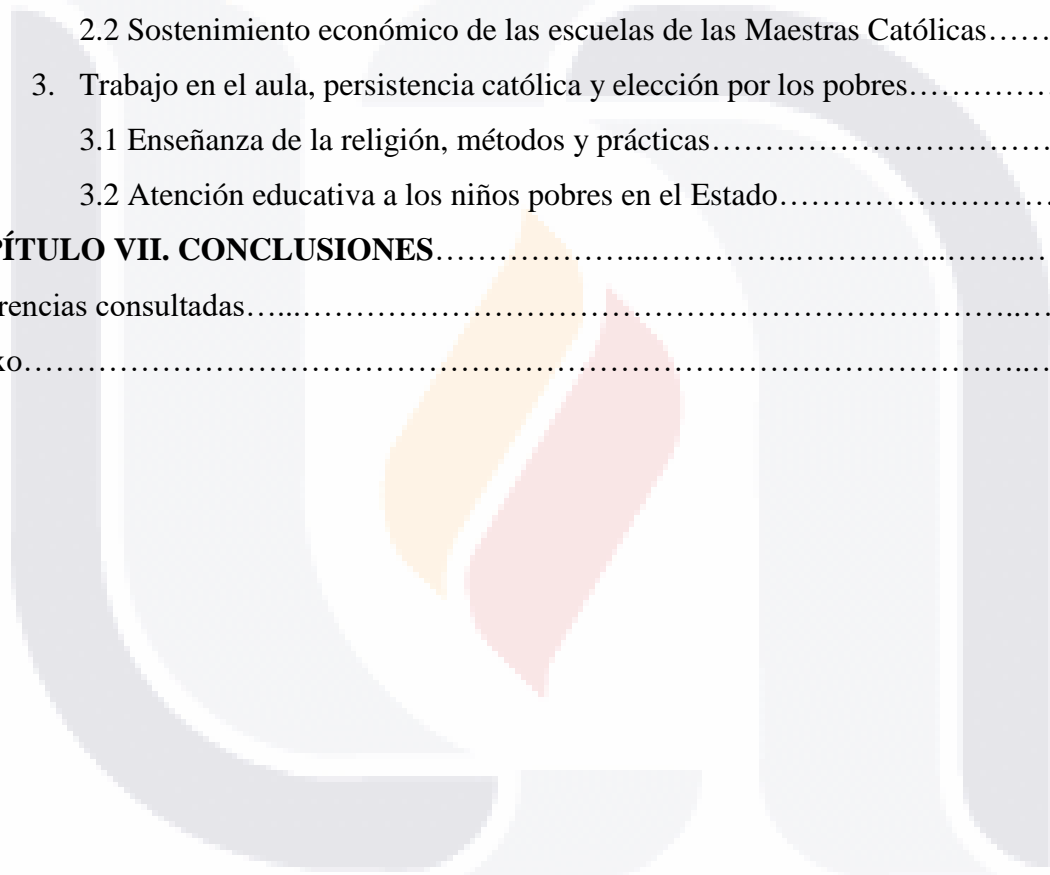 2.2 Sostenimiento económico de las escuelas de las Maestras Católicas……
3. Trabajo en el aula, persistencia católica y elección por los pobres……………
3.1 Enseñanza de la religión, métodos y prácticas……………………………
3.2 Atención educativa a los niños pobres en el Estado………………………
PÍTULO VII. CONCLUSIONES………………...…………..…………...……..…
rencias consultadas…...………………………………………………………………..…
xo………………………………………………………………………………………..…